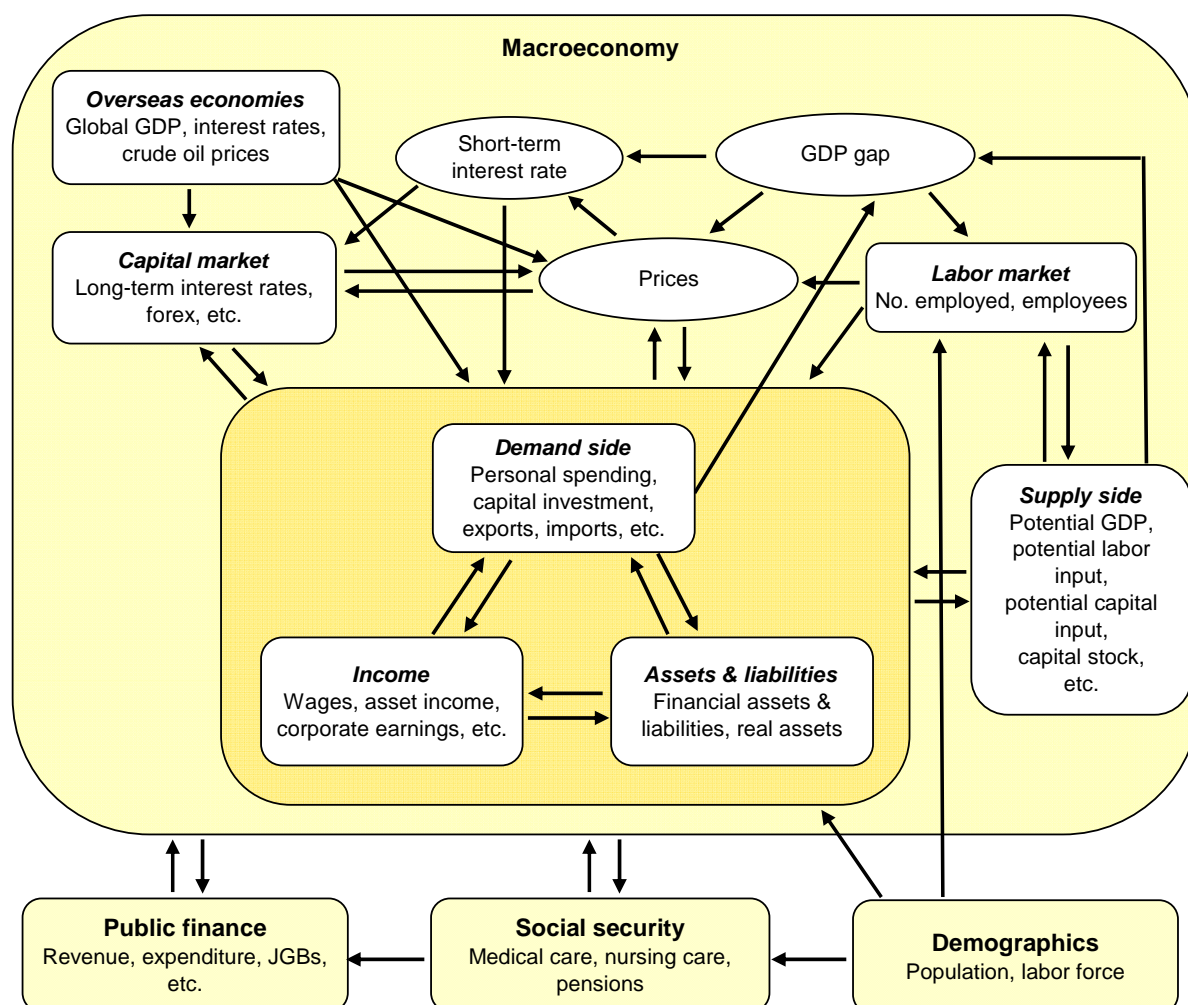 Macroeconomy
Overseas economies
Global GDP, interest rates,
crude oil prices
Short-term
interest rate
GDP gap
Capital market
Long-term interest rates,
forex, etc.
Prices
Labor market
No. employed, employees
Demand side
Personal spending,
capital investment,
exports, imports, etc.
Supply side
Potential GDP,
potential labor
input,
potential capital
input,
capital stock,
etc.
Income
Wages, asset income,
corporate earnings, etc.
Assets & liabilities
Financial assets &
liabilities, real assets
Public finance
Revenue, expenditure, JGBs,
etc.
Social security
Medical care, nursing care,
pensions
Demographics
Population, labor force